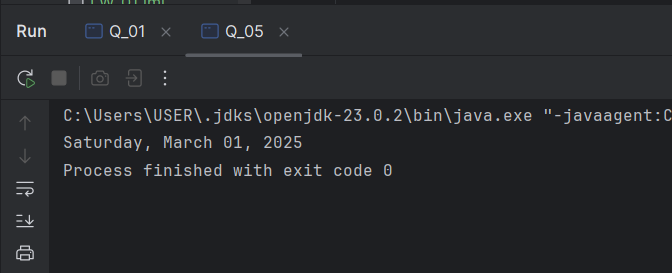 Run Q_01 Q_05
C:\Users\USER\.jdks\openjdk-23.0.2\bin\java.exe "-javaagent:C
Saturday, March 01, 2025
Process finished with exit code 0